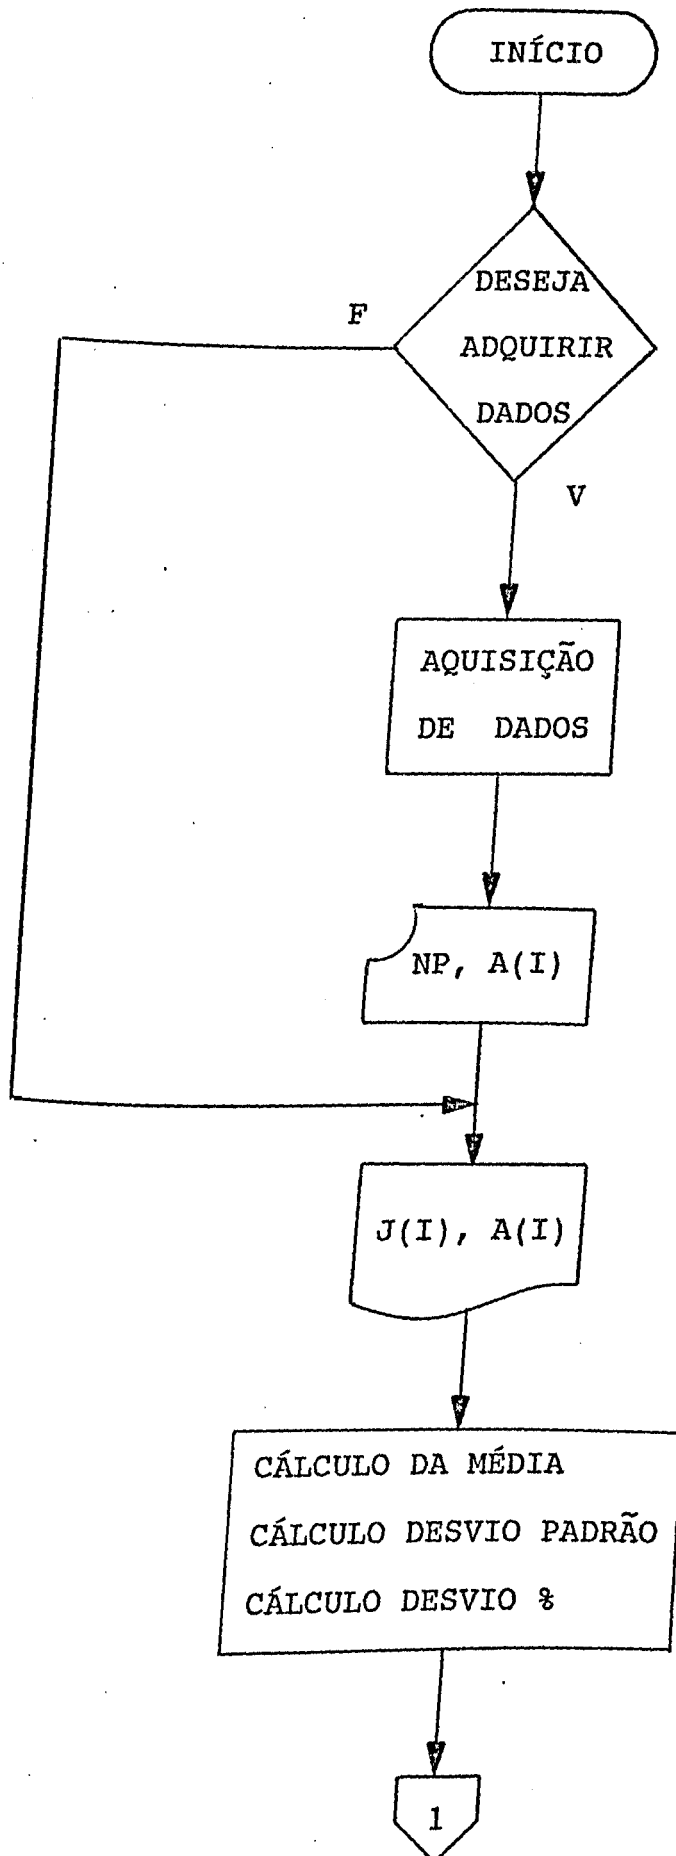 INÍCIO
DESEJA
F
ADQUIRIR
DADOS
V
AQUISIÇÃO
DE DADOS
NP, A(I)
J(I), A(I)
CÁLCULO DA MÉDIA
CÁLCULO DESVIO PADRÃO
CÁLCULO DESVIO %
1